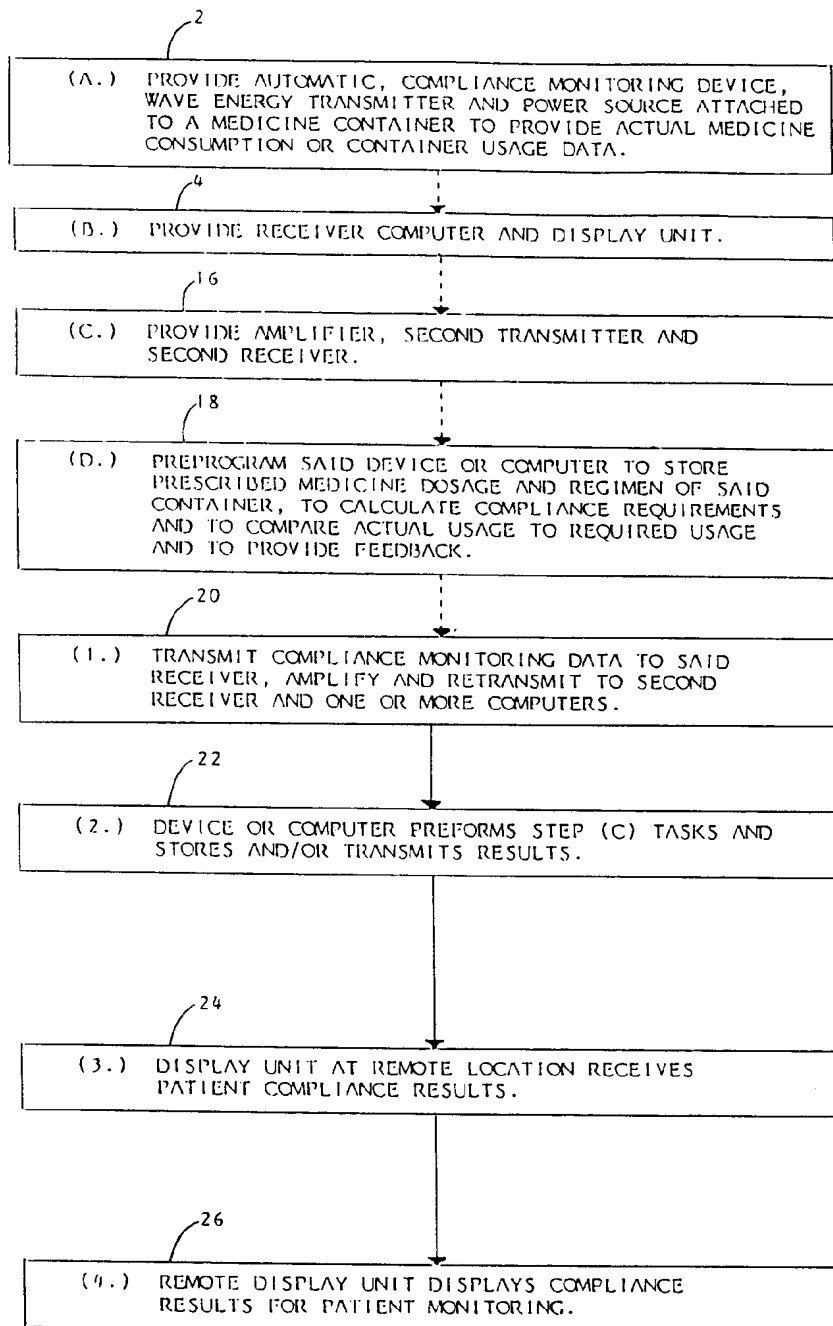 2
(A.) PROVIDE AUTOMATIC, COMPLIANCE MONITORING DEVICE,
WAVE ENERGY TRANSMITTER AND POWER SOURCE ATTACHED
TO A MEDICINE CONTAINER TO PROVIDE ACTUAL MEDICINE
CONSUMPTION OR CONTAINER USAGE DATA.
4
(B.) PROVIDE RECEIVER COMPUTER AND DISPLAY UNIT.
16
(C.) PROVIDE AMPLIFIER, SECOND TRANSMITTER AND
SECOND RECEIVER.
18
(D.) PREPROGRAM SAID DEVICE OR COMPUTER TO STORE
PRESCRIBED MEDICINE DOSAGE AND REGIMEN OF SAID
CONTAINER, TO CALCULATE COMPLIANCE REQUIREMENTS
AND TO COMPARE ACTUAL USAGE TO REQUIRED USAGE
AND TO PROVIDE FEEDBACK.
20
(1.) TRANSMIT COMPLIANCE MONITORING DATA TO SAID
RECEIVER, AMPLIFY AND RETRANSMIT TO SECOND
RECEIVER AND ONE OR MORE COMPUTERS.
22
(2.) DEVICE OR COMPUTER PREFORMS STEP (C) TASKS AND
STORES AND/OR TRANSMITS RESULTS.
24
(3.) DISPLAY UNIT AT REMOTE LOCATION RECEIVES
PATIENT COMPLIANCE RESULTS.
26
(4.) REMOTE DISPLAY UNIT DISPLAYS COMPLIANCE
RESULTS FOR PATIENT MONITORING.